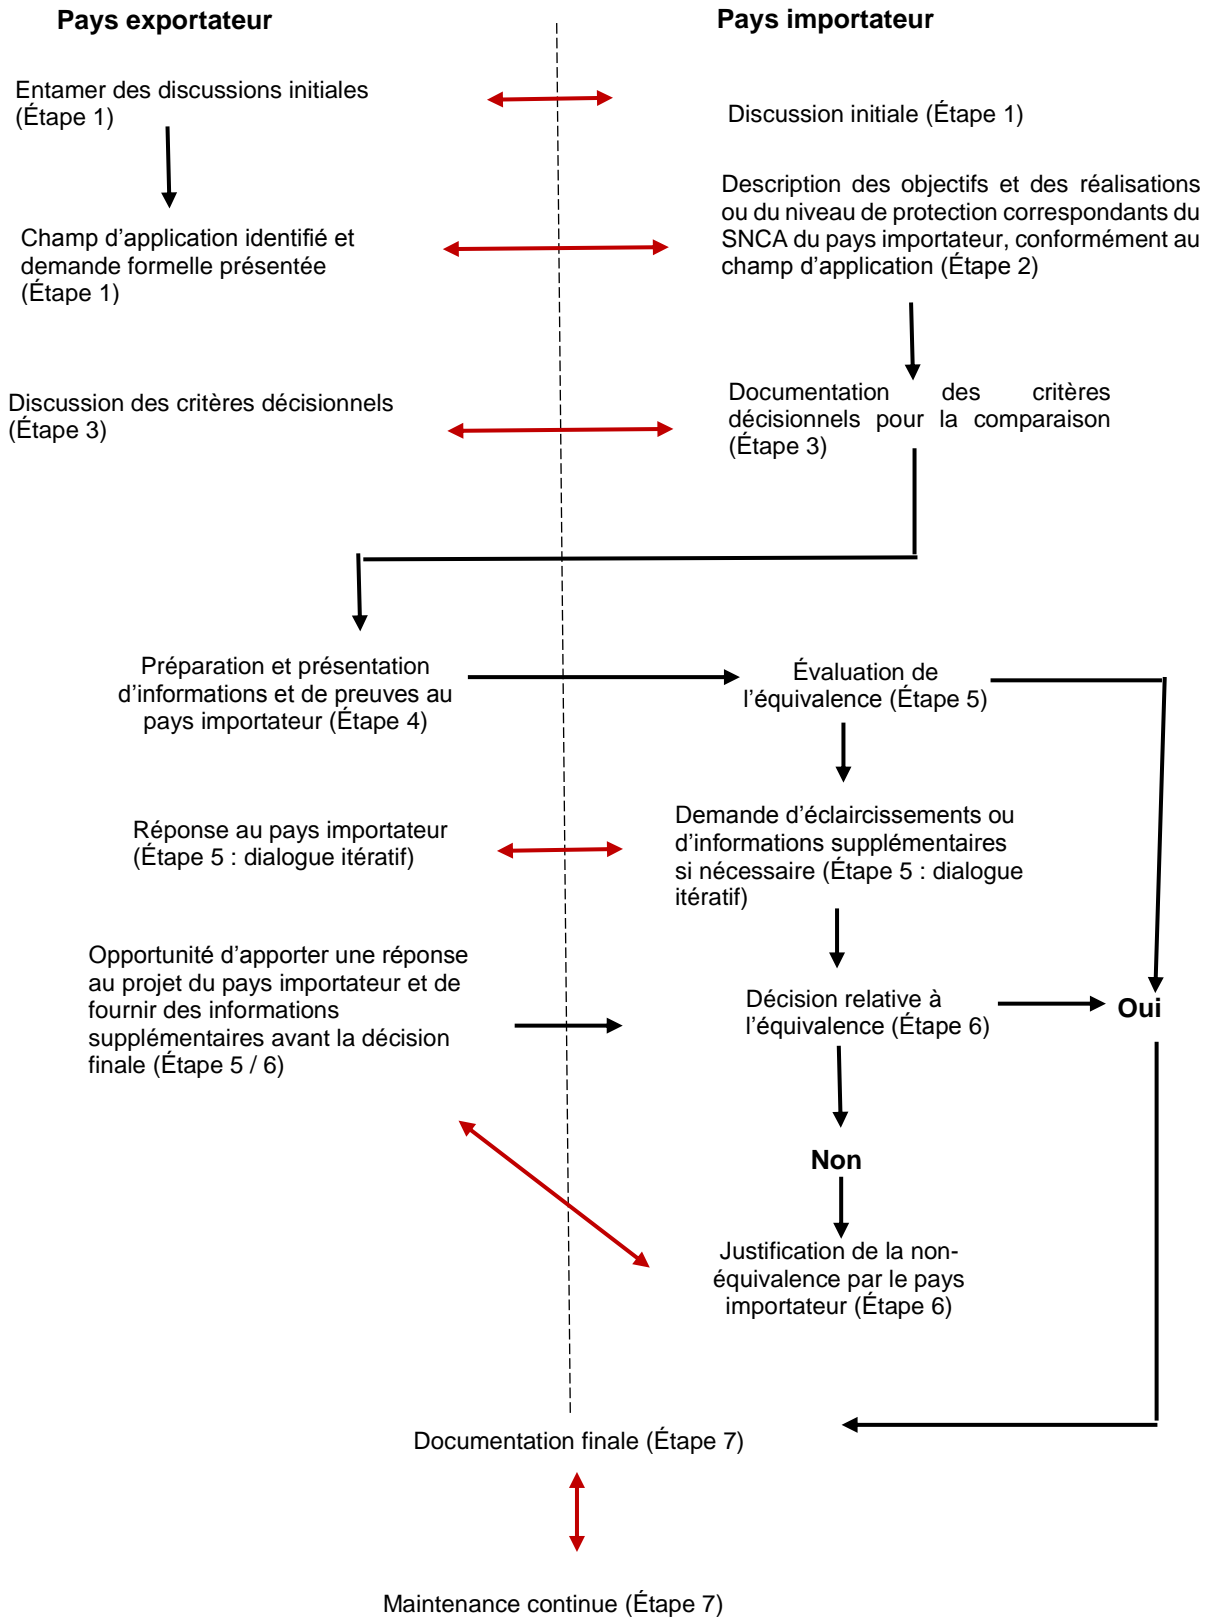 Pays exportateur
Pays importateur
Entamer des discussions initiales
(Étape 1)
Discussion initiale (Étape 1)
Champ d’application identifié et
demande formelle présentée
(Étape 1)
Description des objectifs et des réalisations
ou du niveau de protection correspondants du
SNCA du pays importateur, conformément au
champ d’application (Étape 2)
Discussion des critères décisionnels
(Étape 3)
Documentation des critères
décisionnels pour la comparaison
(Étape 3)
Préparation et présentation
d’informations et de preuves au
pays importateur (Étape 4)
Évaluation de
l’équivalence (Étape 5)
Réponse au pays importateur
(Étape 5 : dialogue itératif)
Demande d’éclaircissements ou
d’informations supplémentaires
si nécessaire (Étape 5 : dialogue
itératif)
Opportunité d’apporter une réponse
au projet du pays importateur et de
fournir des informations
supplémentaires avant la décision
finale (Étape 5 / 6)
Décision relative à
l’équivalence (Étape 6)
Oui
Non
Justification de la non-
équivalence par le pays
importateur (Étape 6)
Documentation finale (Étape 7)
Maintenance continue (Étape 7)